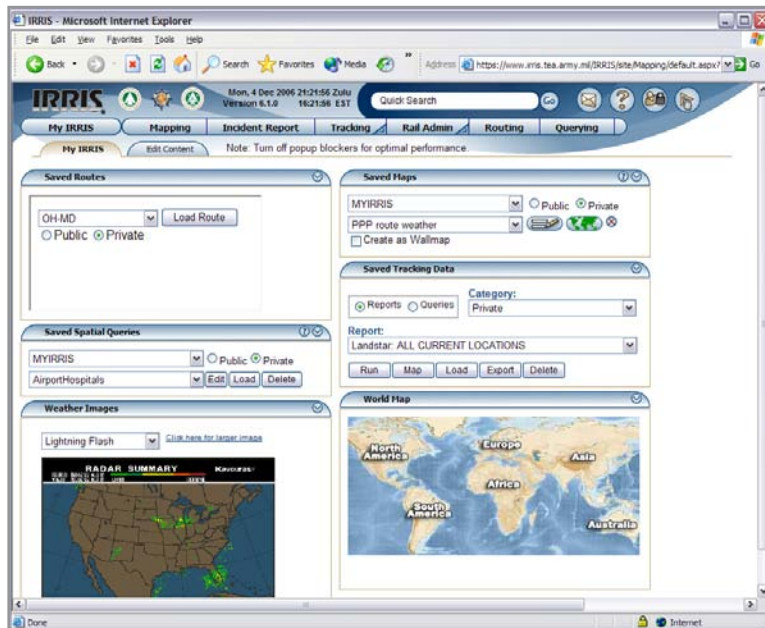 IRRIS - Microsoft Internet Explorer
File Edit View Favorites Tools Help
Back Search Favorites Media Address https://www.irris.tea.army.mil/IRRIS/site/Mapping/default.aspx? Go
IRRIS
Mon, 4 Dec 2006 21:21:56 Zulu
Version 6.1.0 16:21:56 EST
Quick Search Go
My IRRIS Mapping Incident Report Tracking Rail Admin Routing Querying
My IRRIS Edit Content Note: Turn off popup blockers for optimal performance.
Saved Routes
OH-MD Load Route
Public Private
Saved Spatial Queries
MYIRRIS Public Private
AirportHospitals Edit Load Delete
Weather Images
Lightning Flash Click here for larger image
RADAR SUMMARY Kavouras
Saved Maps
MYIRRIS Public Private
PPP route weather
Create as Wallmap
Saved Tracking Data
Reports Queries
Category:
Private
Report:
Landstar: ALL CURRENT LOCATIONS
Run Map Load Export Delete
World Map
North America
Europe
Asia
Africa
South America
Australia
Done Internet